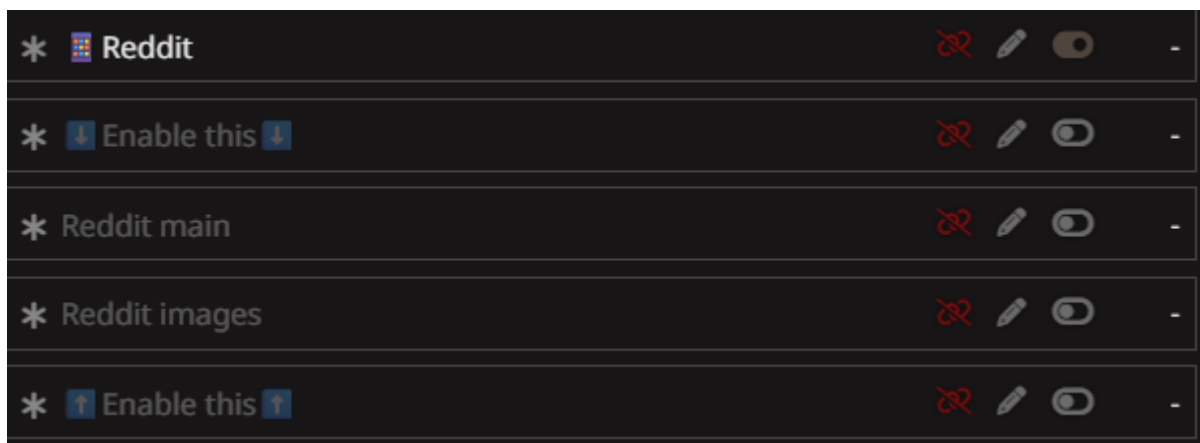 Reddit -
⬇️ Enable this ⬇️ -
Reddit main -
Reddit images -
⬆️ Enable this ⬆️ -